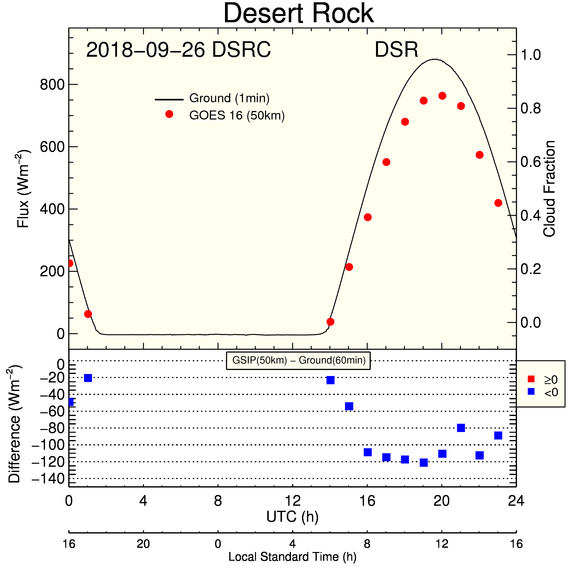 Desert Rock
2018−09−26 DSRC DSR
Ground (1min)
GOES 16 (50km)
Flux (Wm−2)
800
600
400
200
0
Cloud Fraction
1.0
0.8
0.6
0.4
0.2
0.0
GSIP(50km) − Ground(60min)
Difference (Wm−2)
0
−20
−40
−60
−80
−100
−120
−140
≥0
<0
0 4 8 12 16 20 24
UTC (h)
16 20 0 4 8 12 16
Local Standard Time (h)